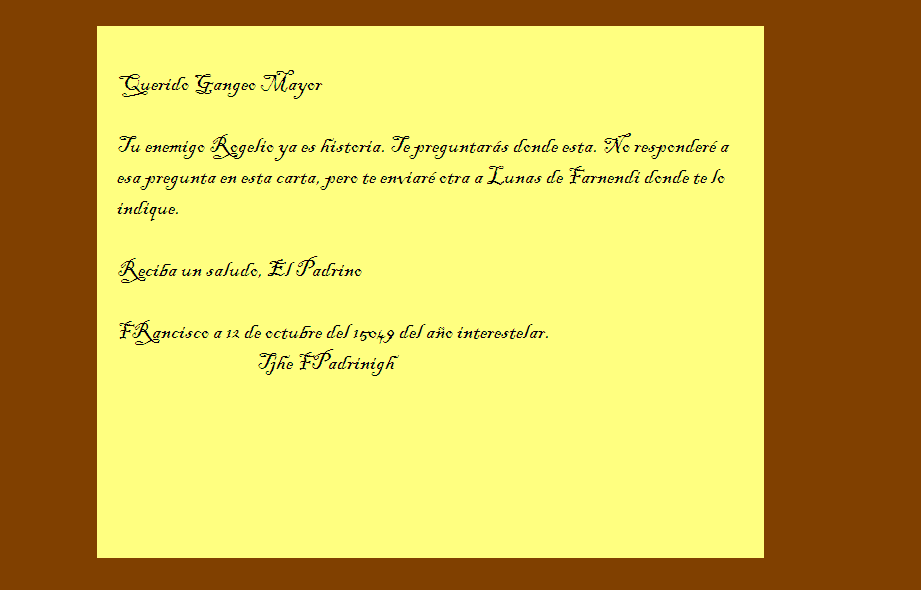 Querido Gangeo Mayor
Tu enemigo Rogelio ya es historia. Te preguntarás donde esta. No responderé a
esa pregunta en esta carta, pero te enviaré otra a Lunas de Farnendi donde te lo
indique.
Reciba un saludo, El Padrino
FRancisco a 12 de octubre del 15049 del año interestelar.
Tjhe FPadrinigh